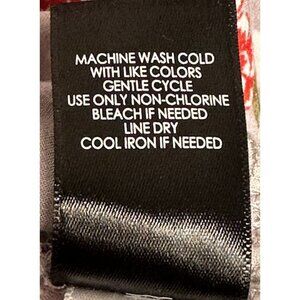 MACHINE WASH COLD
WITH LIKE COLORS
GENTLE CYCLE
USE ONLY NON-CHLORINE
BLEACH IF NEEDED
LINE DRY
COOL IRON IF NEEDED